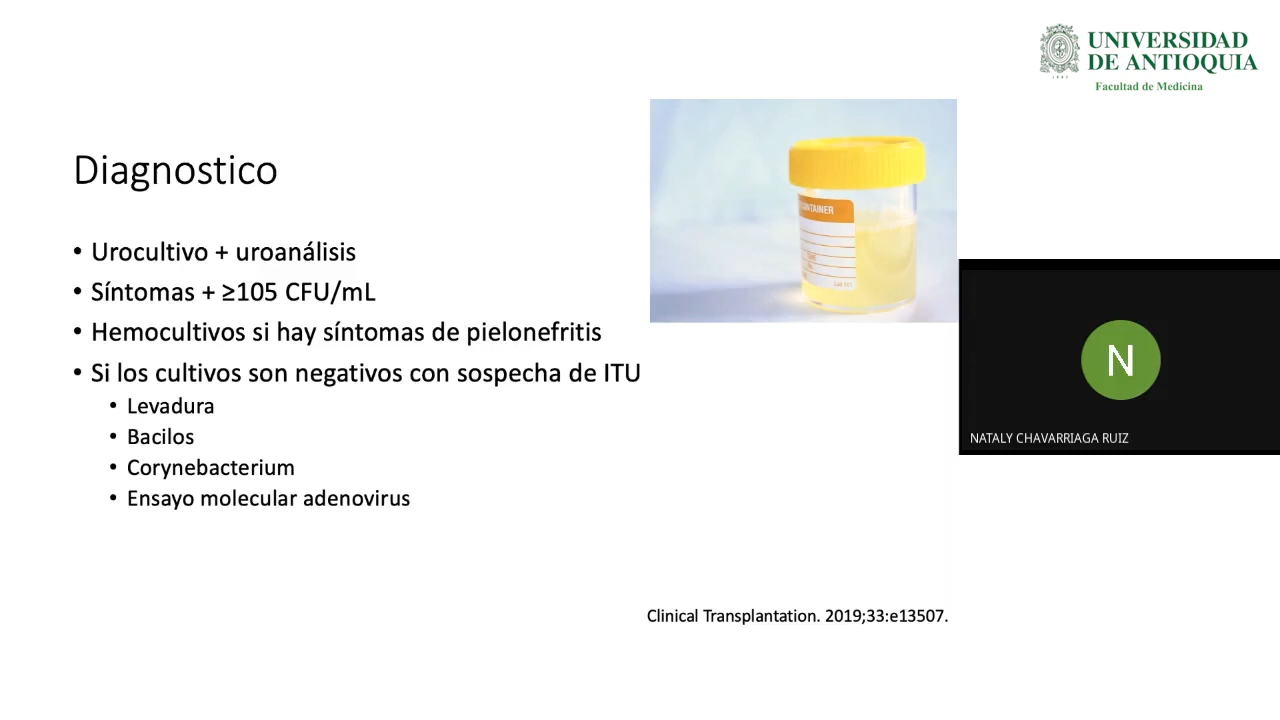 UNIVERSIDAD
DE ANTIOQUIA
Facultad de Medicina
Diagnostico
• Urocultivo + uroanálisis
• Síntomas + ≥105 CFU/mL
• Hemocultivos si hay síntomas de pielonefritis
• Si los cultivos son negativos con sospecha de ITU
• Levadura
• Bacilos
• Corynebacterium
• Ensayo molecular adenovirus
CONTAINER
N
NATALY CHAVARRIAGA RUIZ
Clinical Transplantation. 2019;33:e13507.